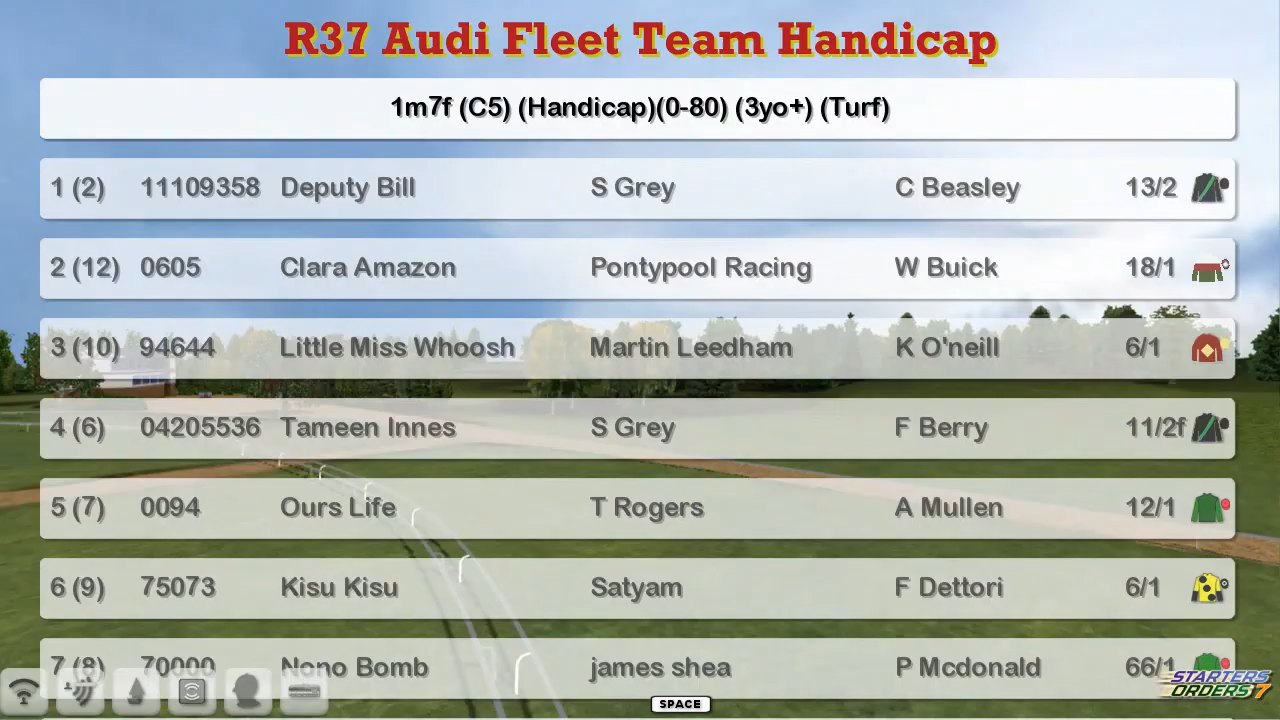 R37 Audi Fleet Team Handicap
1m7f (C5) (Handicap)(0-80) (3yo+) (Turf)
1 (2) 11109358 Deputy Bill S Grey C Beasley 13/2
2 (12) 0605 Clara Amazon Pontypool Racing W Buick 18/1
3 (10) 94644 Little Miss Whoosh Martin Leedham K O'neill 6/1
4 (6) 04205536 Tameen Innes S Grey F Berry 11/2f
5 (7) 0094 Ours Life T Rogers A Mullen 12/1
6 (9) 75073 Kisu Kisu Satyam F Dettori 6/1
7 (8) 70000 Nono Bomb james shea P Mcdonald 66/1
STARTERS
ORDERS 7
SPACE